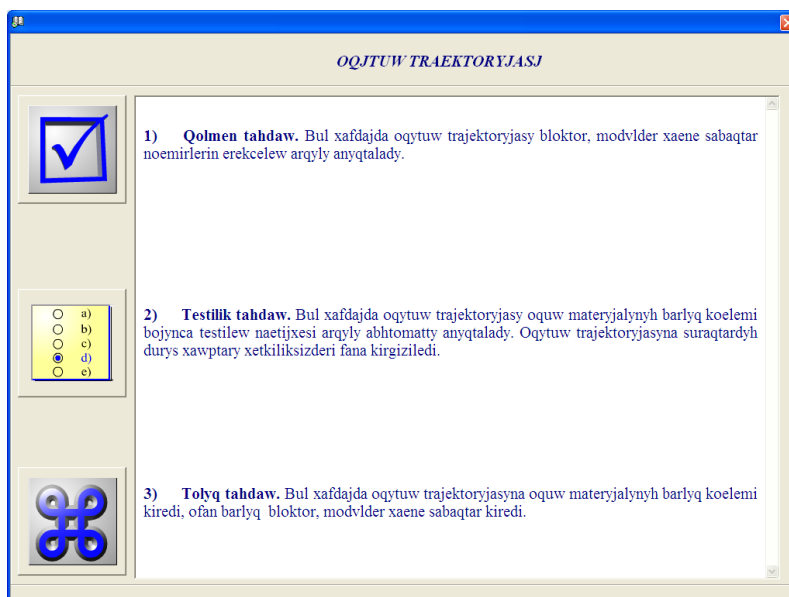 OQJTUW TRAEKTORYJASJ
1) Qolmen tahdaw. Bul xafdajda oqytuw trajektoryjasy bloktor, modvlder xaene sabaqtar
noemirlerin erekcelew arqyly anyqtalady.
a)
b)
c)
d)
e)
2) Testilik tahdaw. Bul xafdajda oqytuw trajektoryjasy oquw materyjalynyh barlyq koelemi
bojynca testilew naetijxesi arqyly abhtomatty anyqtalady. Oqytuw trajektoryjasyna suraqtardyh
durys xawptary xetkiliksizderi fana kirgiziledi.
3) Tolyq tahdaw. Bul xafdajda oqytuw trajektoryjasyna oquw materyjalynyh barlyq koelemi
kiredi, ofan barlyq bloktor, modvlder xaene sabaqtar kiredi.